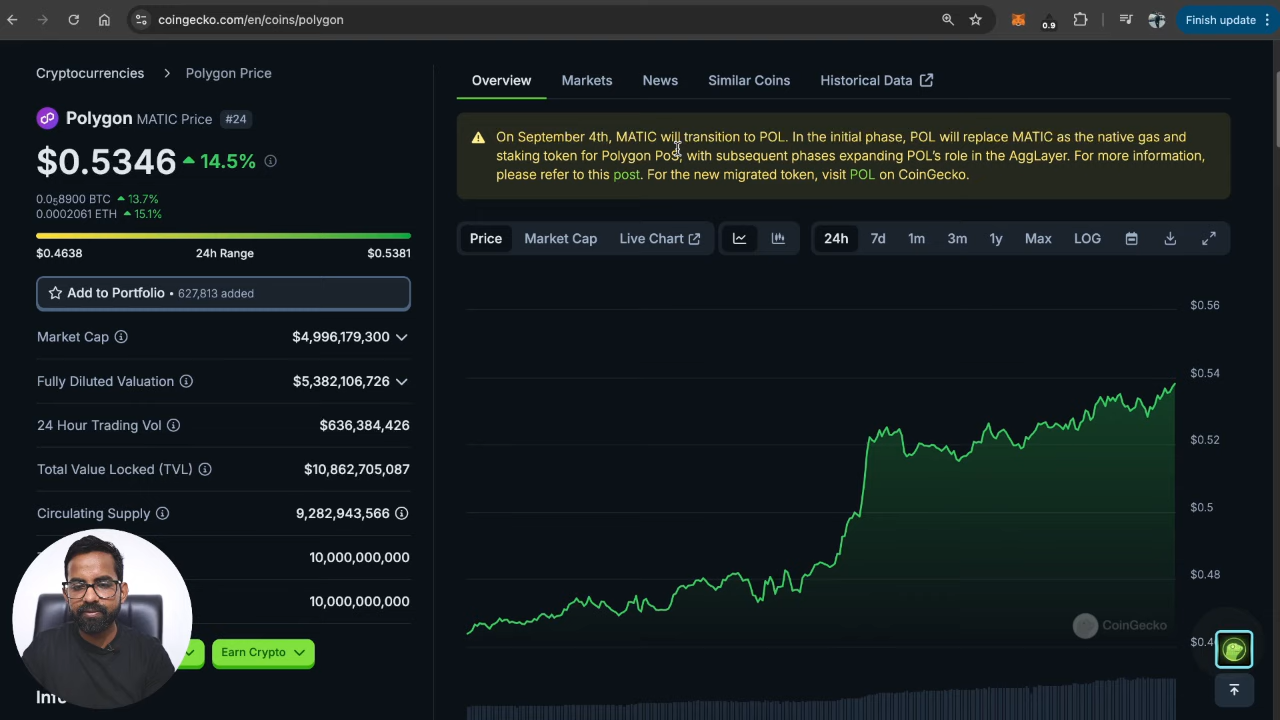 coingecko.com/en/coins/polygon
0.9
Finish update
Cryptocurrencies > Polygon Price
Polygon MATIC Price #24
$0.5346 ▲ 14.5%
0.0₅8900 BTC ▲ 13.7%
0.0002061 ETH ▲ 15.1%
$0.4638 24h Range $0.5381
Add to Portfolio • 627,813 added
Market Cap $4,996,179,300
Fully Diluted Valuation $5,382,106,726
24 Hour Trading Vol $636,384,426
Total Value Locked (TVL) $10,862,705,087
Circulating Supply 9,282,943,566
10,000,000,000
10,000,000,000
Earn Crypto
Overview Markets News Similar Coins Historical Data
On September 4th, MATIC will transition to POL. In the initial phase, POL will replace MATIC as the native gas and
staking token for Polygon PoS, with subsequent phases expanding POL's role in the AggLayer. For more information,
please refer to this post. For the new migrated token, visit POL on CoinGecko.
Price Market Cap Live Chart 24h 7d 1m 3m 1y Max LOG
$0.56
$0.54
$0.52
$0.5
$0.48
CoinGecko